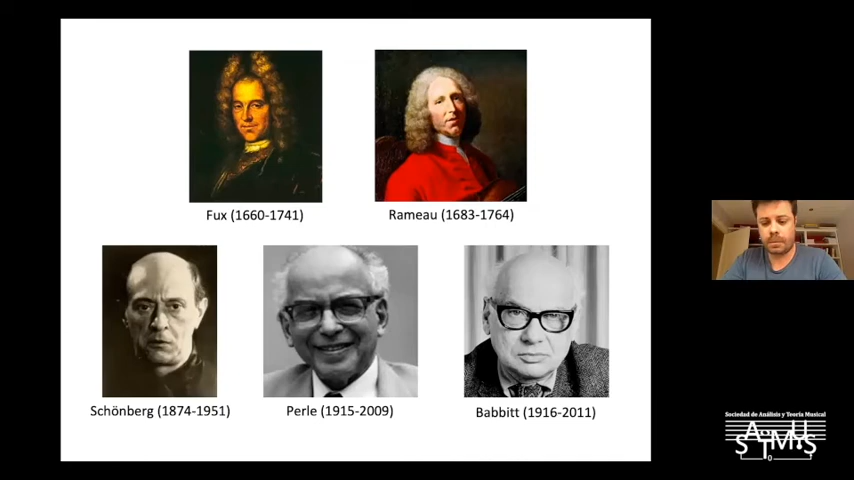 Fux (1660-1741)
Rameau (1683-1764)
Schönberg (1874-1951)
Perle (1915-2009)
Babbitt (1916-2011)
Sociedad de Análisis y Teoría Musical